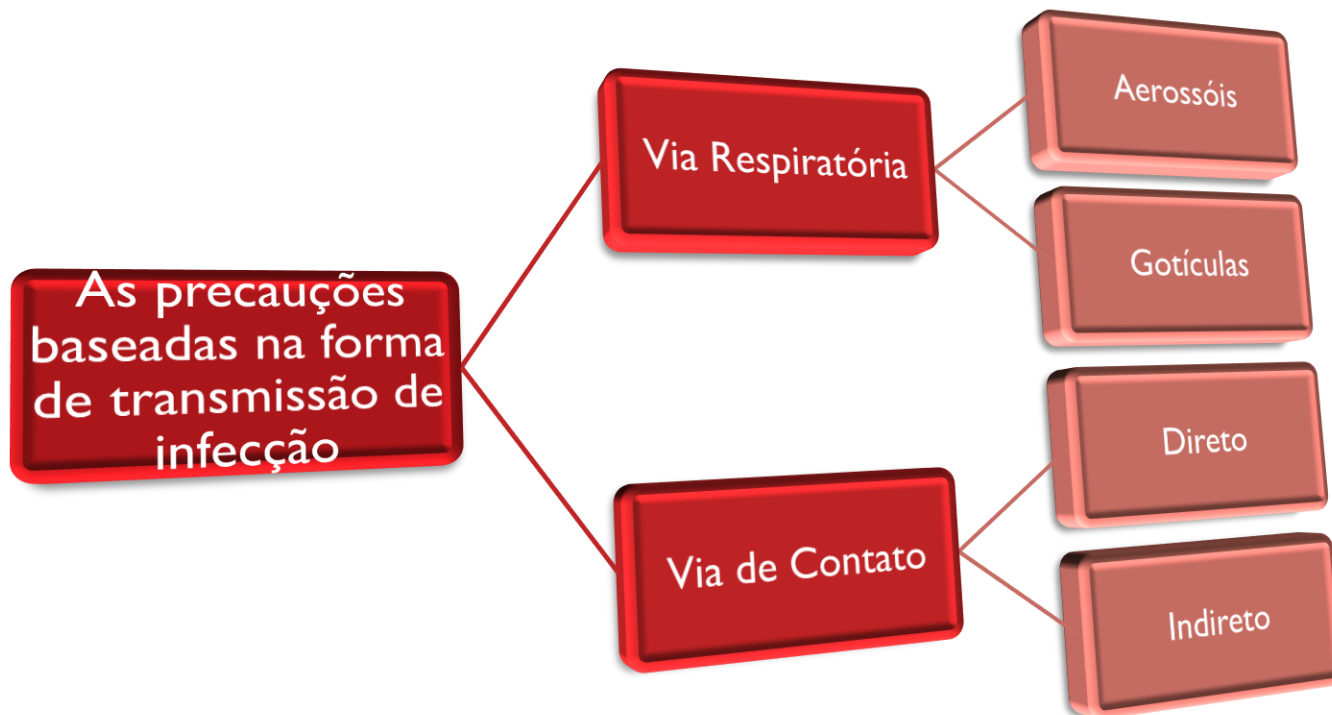 As precauções
baseadas na forma
de transmissão de
infecção
Via Respiratória
Aerossóis
Gotículas
Via de Contato
Direto
Indireto